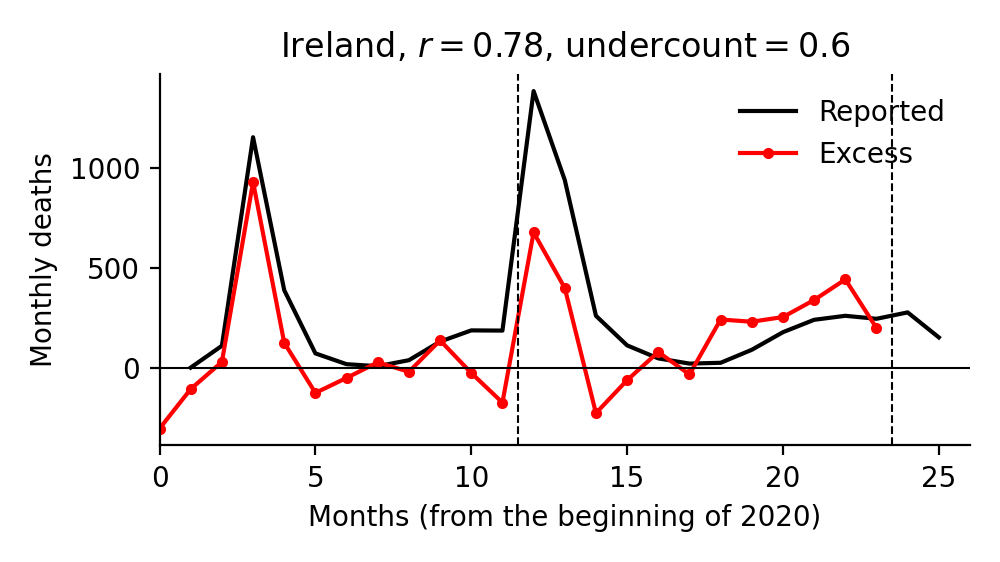 Ireland, r = 0.78, undercount = 0.6
Reported
Excess
Monthly deaths
1000
500
0
0 5 10 15 20 25
Months (from the beginning of 2020)